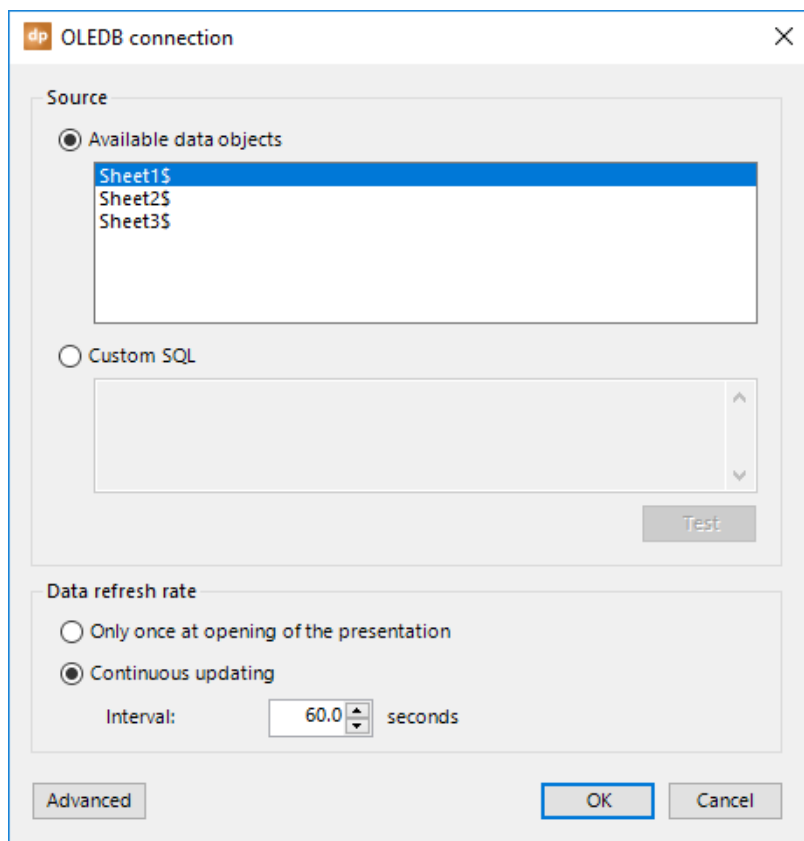 dp OLEDB connection
Source
Available data objects
Sheet1$
Sheet2$
Sheet3$
Custom SQL
Test
Data refresh rate
Only once at opening of the presentation
Continuous updating
Interval: 60.0 seconds
Advanced OK Cancel